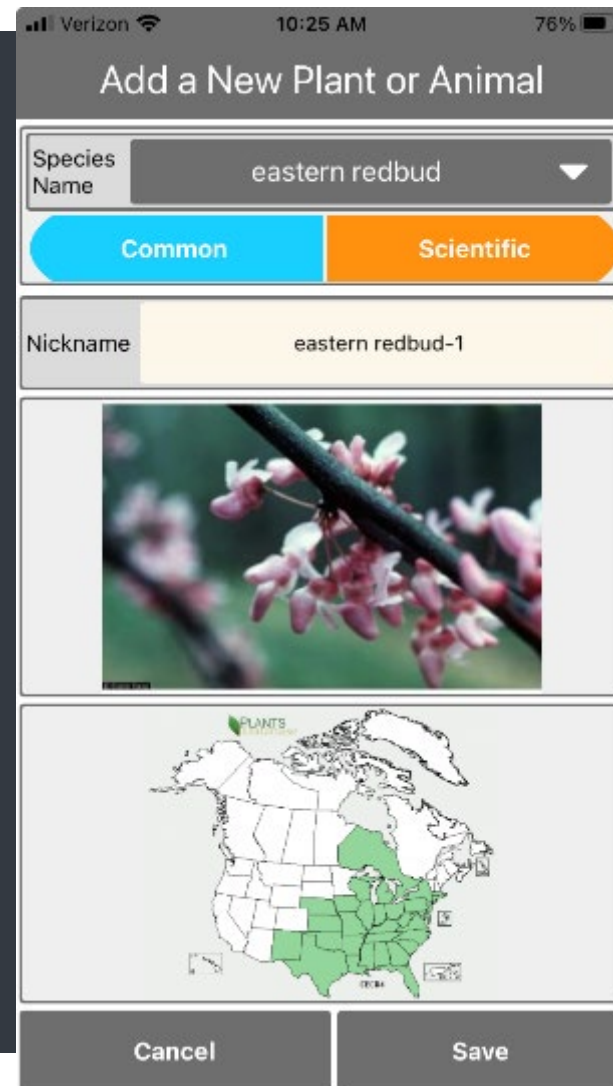 Verizon 10:25 AM 76%
Add a New Plant or Animal
Species
Name
eastern redbud
Common Scientific
Nickname eastern redbud-1
PLANTS
CECA4
Cancel Save